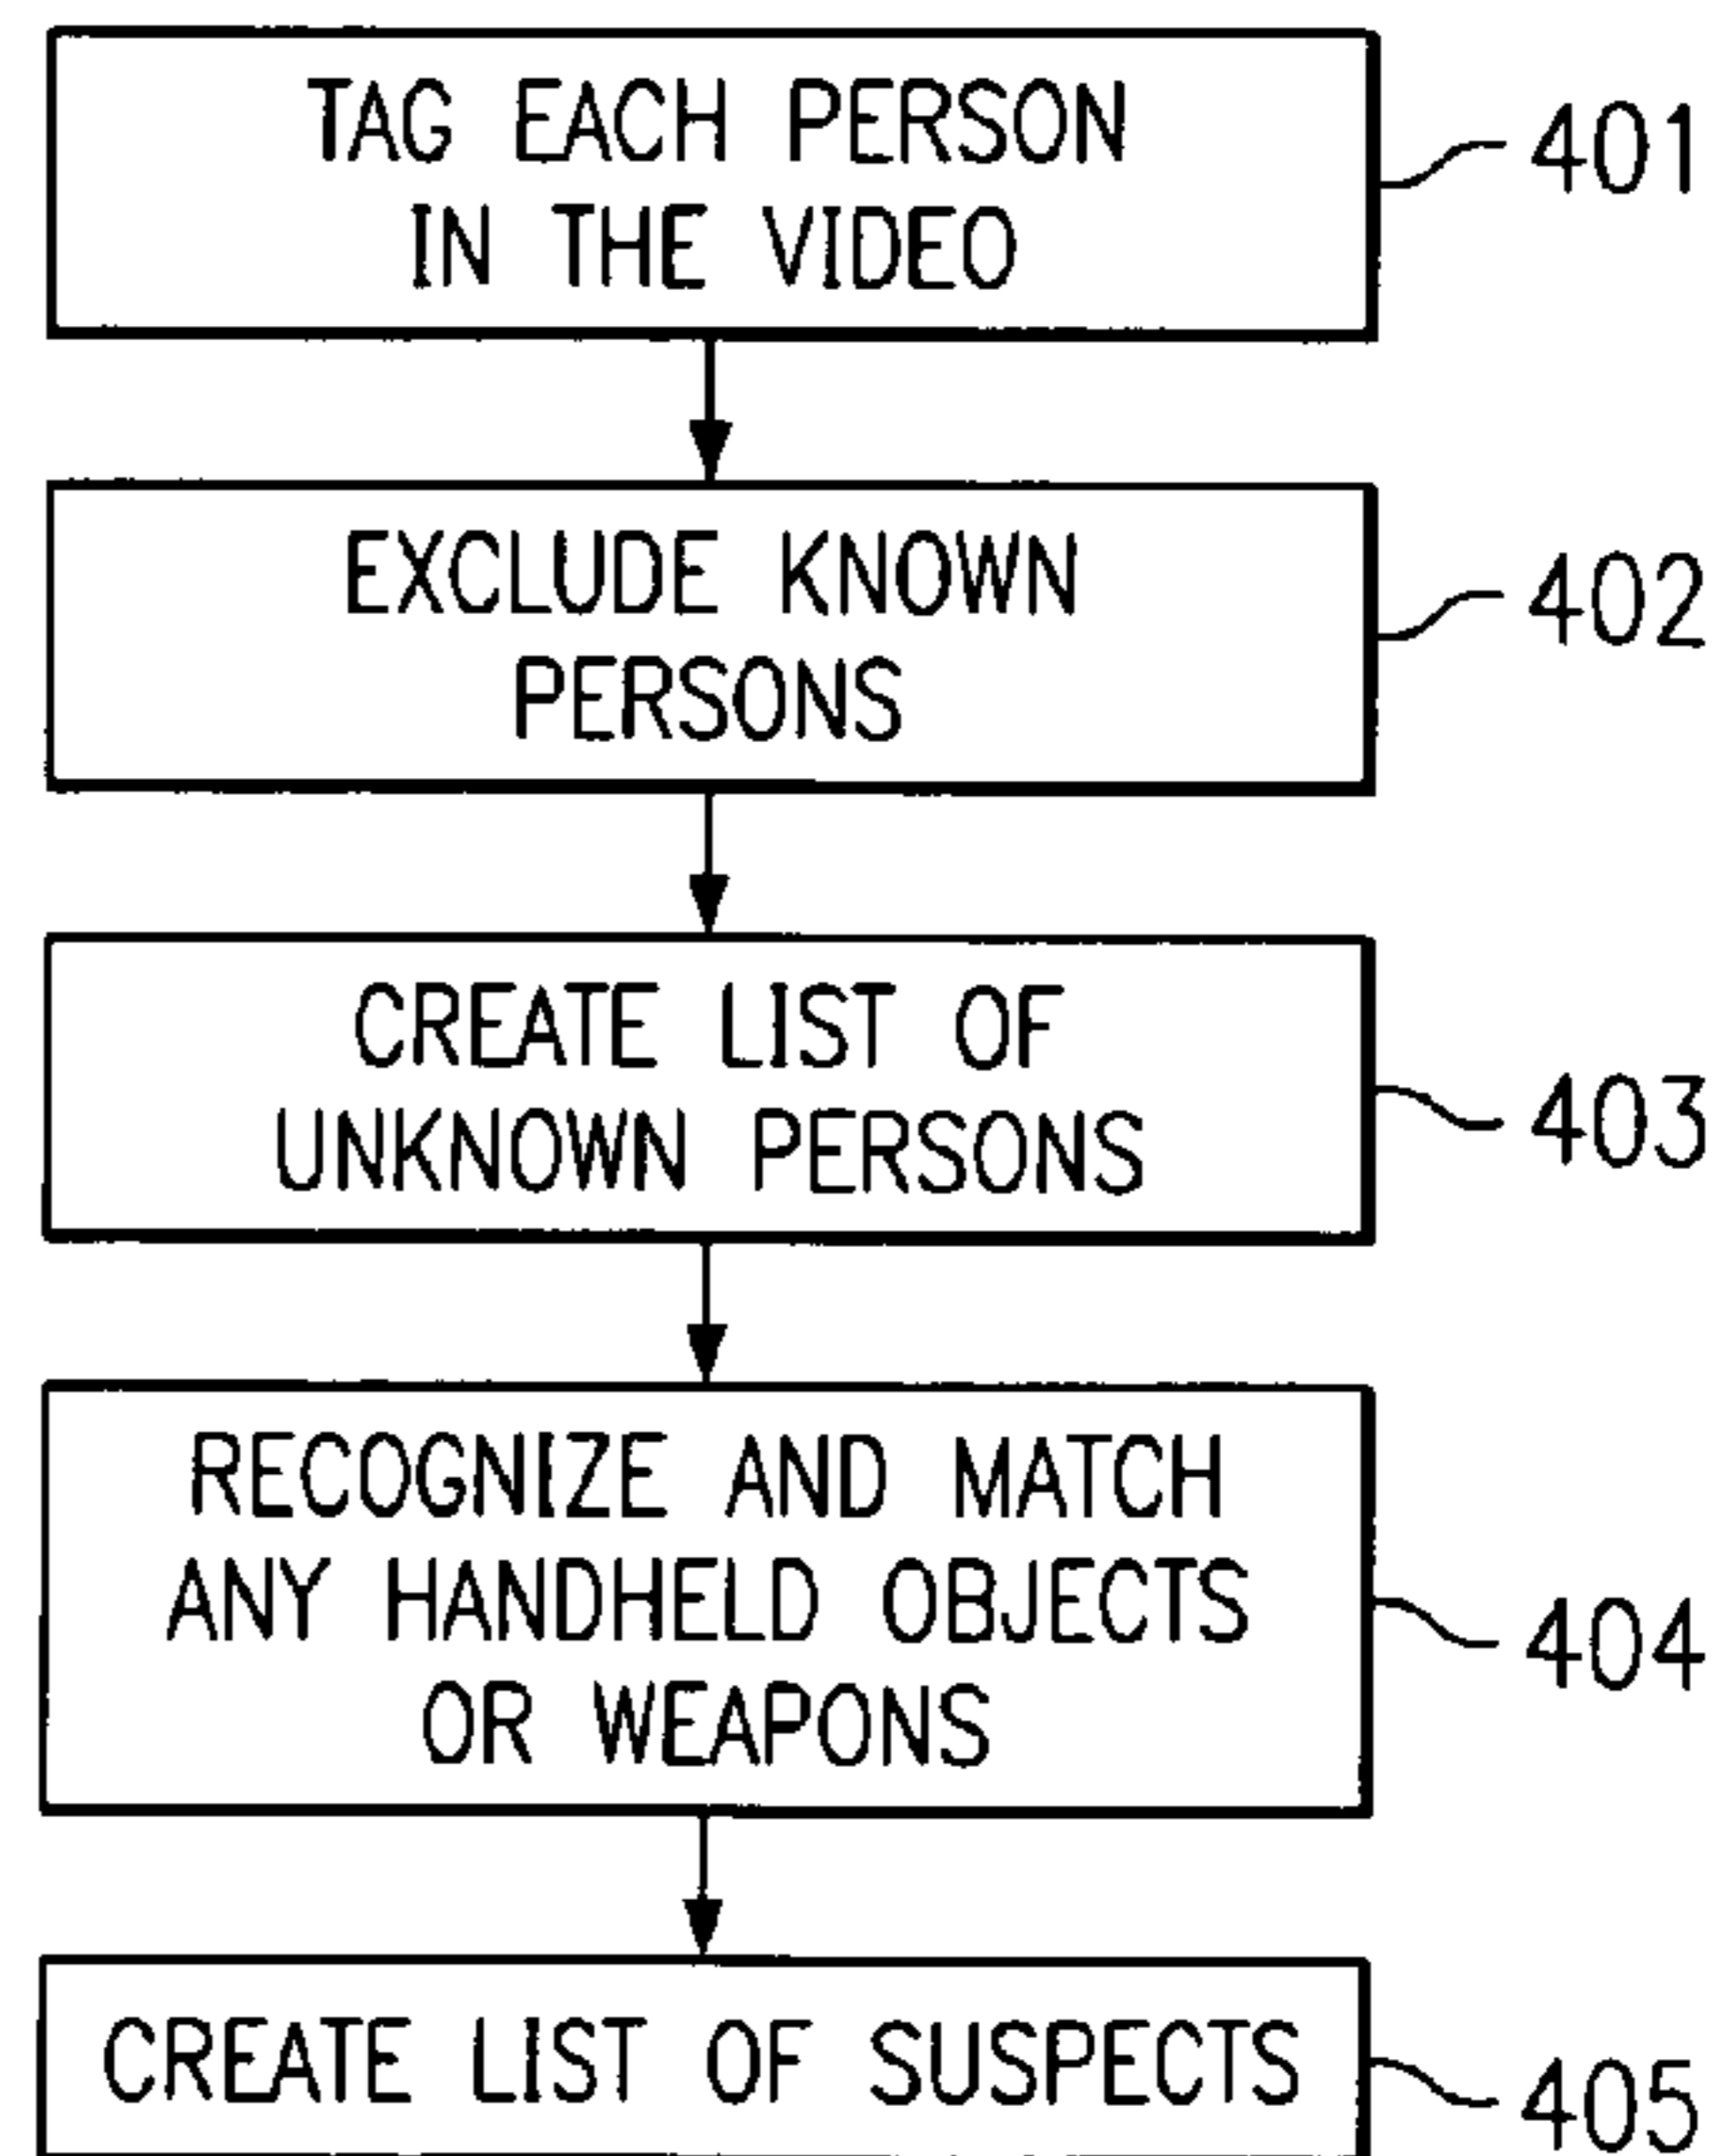 TAG EACH PERSON
IN THE VIDEO
401
EXCLUDE KNOWN
PERSONS
402
CREATE LIST OF
UNKNOWN PERSONS
403
RECOGNIZE AND MATCH
ANY HANDHELD OBJECTS
OR WEAPONS
404
CREATE LIST OF SUSPECTS
405